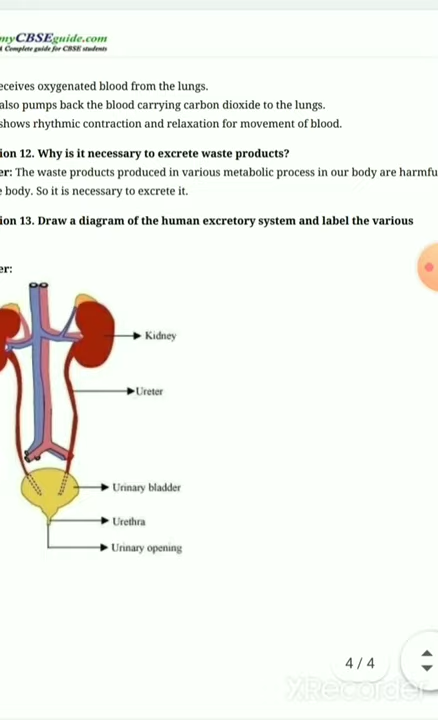 myCBSEguide.com
Complete guide for CBSE students
eceives oxygenated blood from the lungs.
also pumps back the blood carrying carbon dioxide to the lungs.
shows rhythmic contraction and relaxation for movement of blood.
ion 12. Why is it necessary to excrete waste products?
er: The waste products produced in various metabolic process in our body are harmfu
e body. So it is necessary to excrete it.
ion 13. Draw a diagram of the human excretory system and label the various
er:
Kidney
Ureter
Urinary bladder
Urethra
Urinary opening
4 / 4
XRecorder